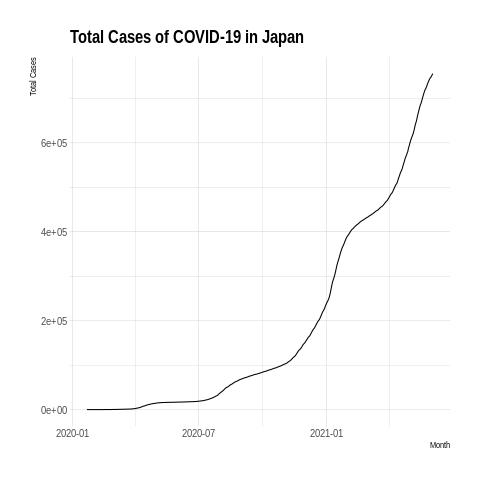 Total Cases of COVID-19 in Japan
Total Cases
6e+05
4e+05
2e+05
0e+00
2020-01 2020-07 2021-01
Month